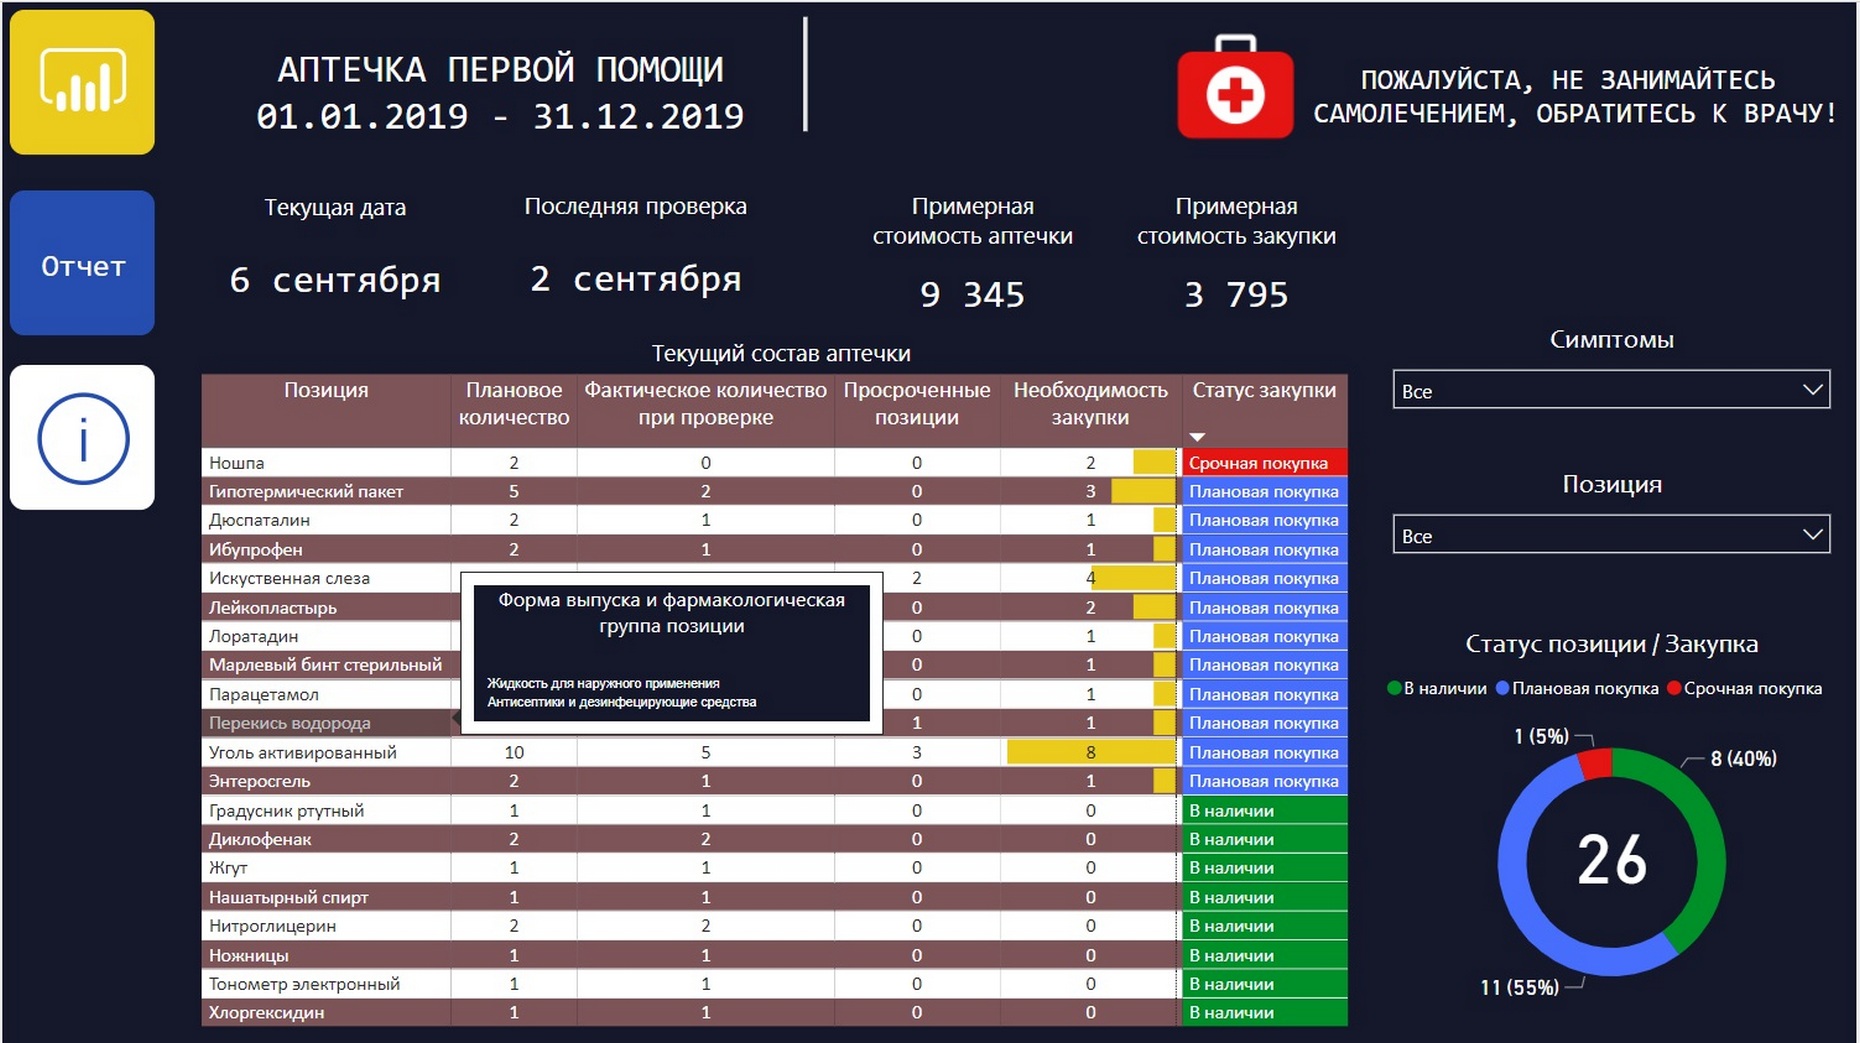 АПТЕЧКА ПЕРВОЙ ПОМОЩИ
01.01.2019 - 31.12.2019
ПОЖАЛУЙСТА, НЕ ЗАНИМАЙТЕСЬ
САМОЛЕЧЕНИЕМ, ОБРАТИТЕСЬ К ВРАЧУ!
Отчет
i
Текущая дата
6 сентября
Последняя проверка
2 сентября
Примерная
стоимость аптечки
9 345
Примерная
стоимость закупки
3 795
Текущий состав аптечки
Позиция Плановое количество Фактическое количество при проверке Просроченные позиции Необходимость закупки Статус закупки
Ношпа 2 0 0 2 Срочная покупка
Гипотермический пакет 5 2 0 3 Плановая покупка
Дюспаталин 2 1 0 1 Плановая покупка
Ибупрофен 2 1 0 1 Плановая покупка
Искуственная слеза 2 4 Плановая покупка
Лейкопластырь 0 2 Плановая покупка
Лоратадин 0 1 Плановая покупка
Марлевый бинт стерильный 0 1 Плановая покупка
Парацетамол 0 1 Плановая покупка
Перекись водорода 1 1 Плановая покупка
Уголь активированный 10 5 3 8 Плановая покупка
Энтеросгель 2 1 0 1 Плановая покупка
Градусник ртутный 1 1 0 0 В наличии
Диклофенак 2 2 0 0 В наличии
Жгут 1 1 0 0 В наличии
Нашатырный спирт 1 1 0 0 В наличии
Нитроглицерин 2 2 0 0 В наличии
Ножницы 1 1 0 0 В наличии
Тонометр электронный 1 1 0 0 В наличии
Хлоргексидин 1 1 0 0 В наличии
Форма выпуска и фармакологическая
группа позиции
Жидкость для наружного применения
Антисептики и дезинфецирующие средства
Симптомы
Все
Позиция
Все
Статус позиции / Закупка
В наличии Плановая покупка Срочная покупка
1 (5%)
8 (40%)
26
11 (55%)